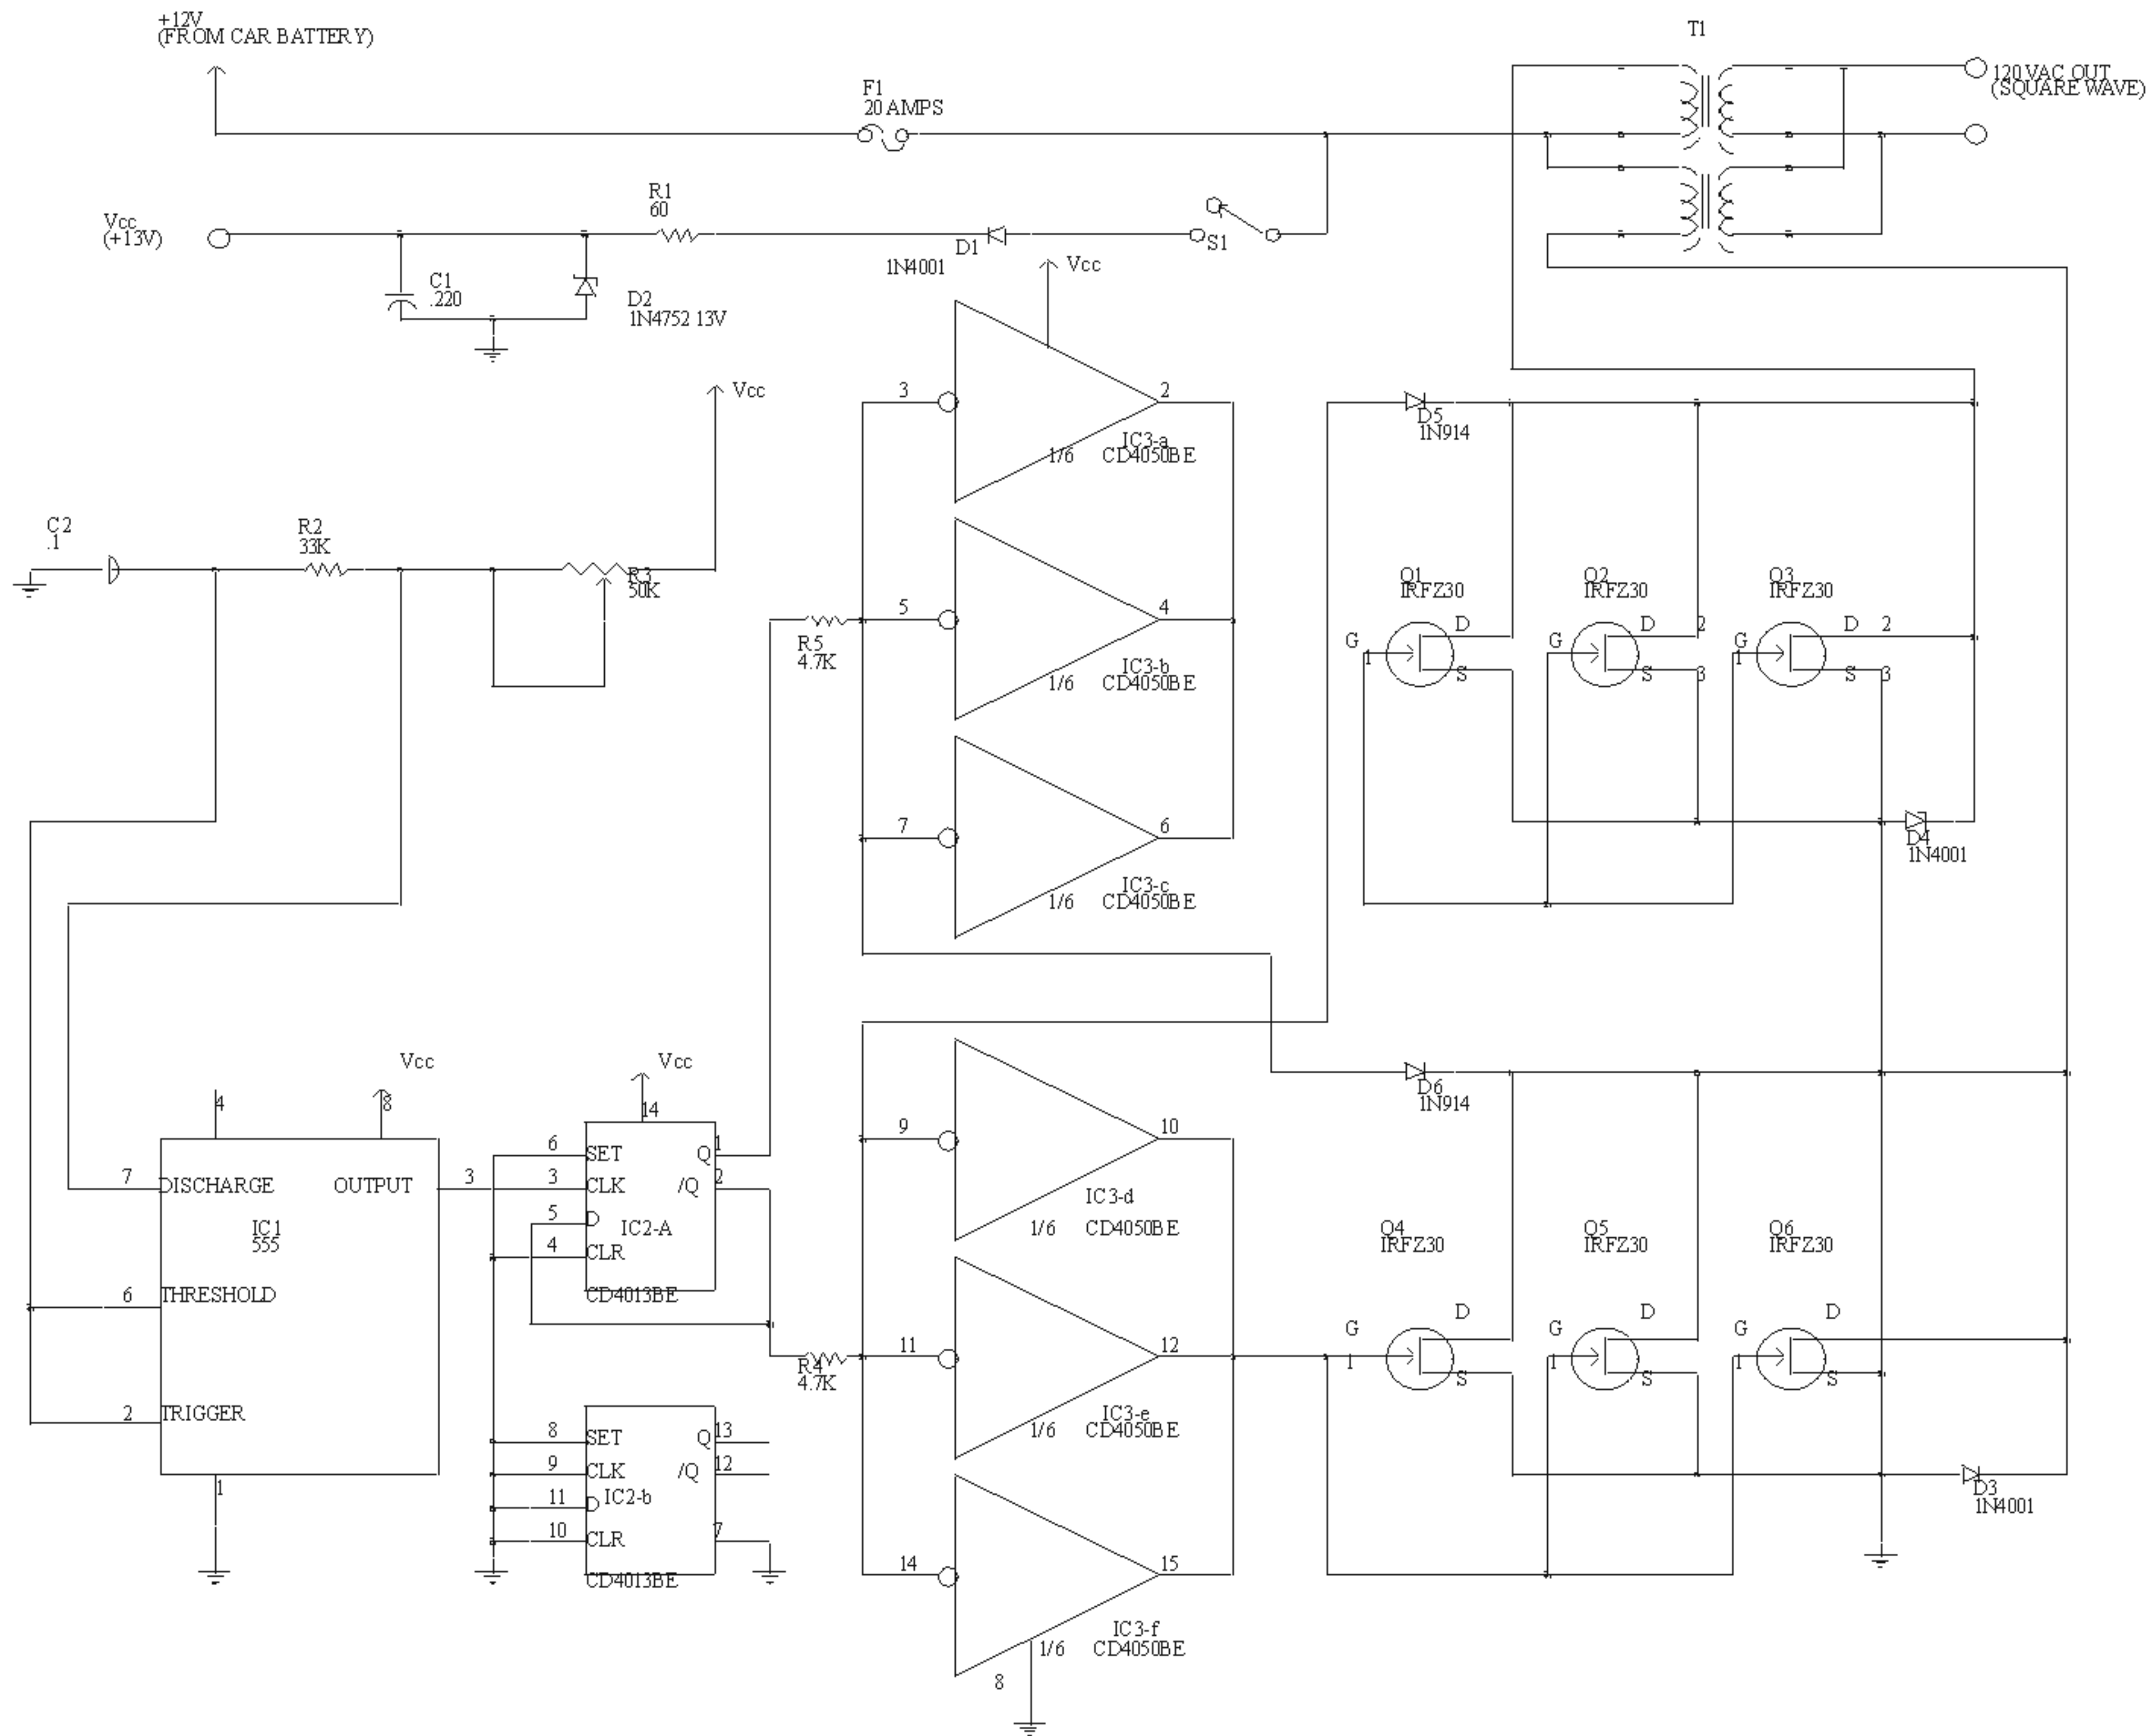 +12V
(FROM CAR BATTERY)
T1
120 VAC OUT
(SQUARE WAVE)
F1
20 AMPS
R1
60
Vcc
(+13V)
S1
D1
1N4001
C1
.220
D2
1N4752 13V
Vcc
Vcc
3
2
IC3-a
1/6 CD4050BE
D5
1N914
C2
.1
R2
33K
R3
50K
5
4
R5
4.7K
IC3-b
1/6 CD4050BE
Q1
IRFZ30
Q2
IRFZ30
Q3
IRFZ30
G
1
D
S
G
1
D
2
S
3
G
1
D
2
S
3
7
6
IC3-c
1/6 CD4050BE
D4
1N4001
4
Vcc
8
Vcc
14
7
DISCHARGE
OUTPUT
3
IC1
555
6
THRESHOLD
2
TRIGGER
1
6
SET
Q
1
3
CLK
/Q
2
5
D
IC2-A
4
CLR
CD4013BE
9
10
IC3-d
1/6 CD4050BE
D6
1N914
R4
4.7K
11
12
IC3-e
1/6 CD4050BE
Q4
IRFZ30
Q5
IRFZ30
Q6
IRFZ30
G
1
D
S
G
1
D
S
G
1
D
S
8
SET
Q
13
9
CLK
/Q
12
11
D
IC2-b
10
CLR
7
CD4013BE
D3
1N4001
14
15
IC3-f
1/6 CD4050BE
8